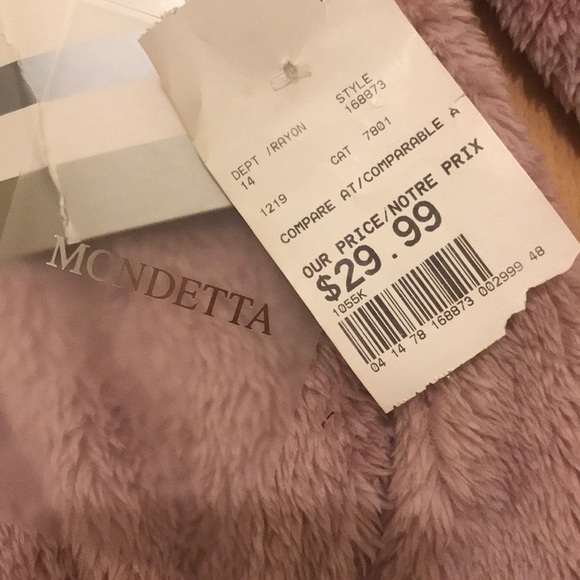 MONDETTA
DEPT /RAYON STYLE
14 168873
1219 CAT 7801
COMPARE AT/COMPARABLE À
OUR PRICE/NOTRE PRIX
$29.99
1055K
04 14 78 168873 002999 48